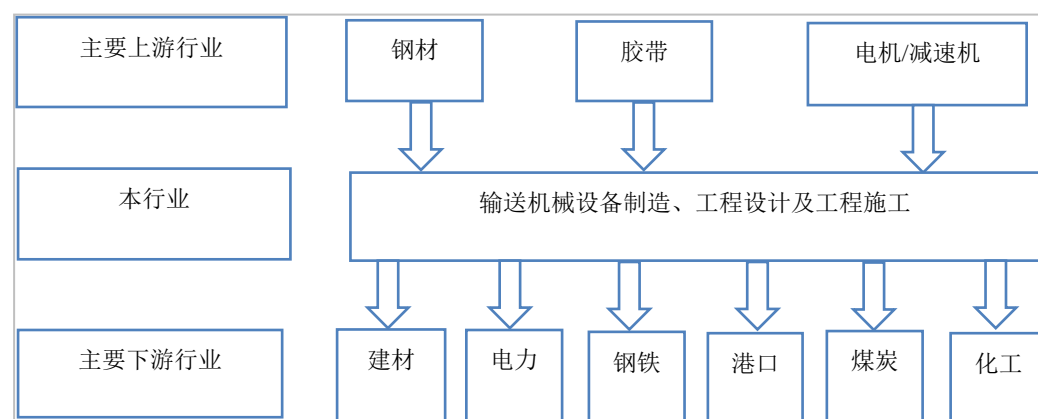 主要上游行业
钢材
胶带
电机/减速机
本行业
输送机械设备制造、工程设计及工程施工
主要下游行业
建材
电力
钢铁
港口
煤炭
化工